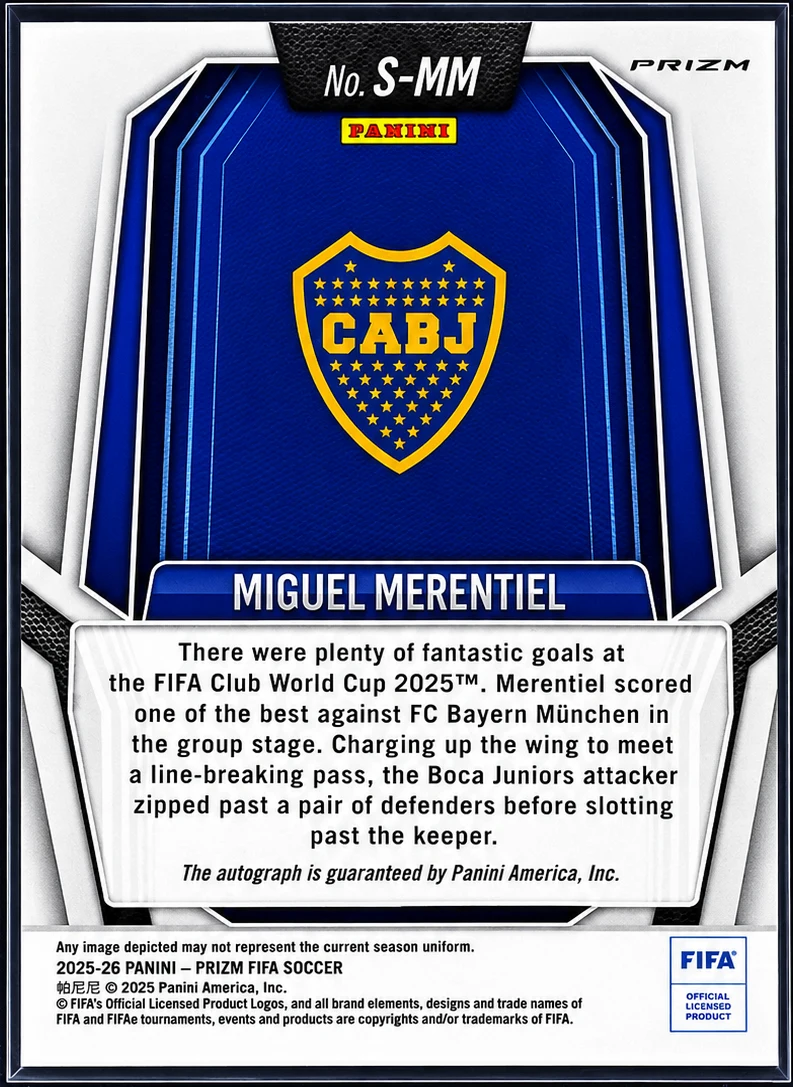 No. S-MM
PRIZM
PANINI
CABJ
MIGUEL MERENTIEL
There were plenty of fantastic goals at
the FIFA Club World Cup 2025™. Merentiel scored
one of the best against FC Bayern München in
the group stage. Charging up the wing to meet
a line-breaking pass, the Boca Juniors attacker
zipped past a pair of defenders before slotting
past the keeper.
The autograph is guaranteed by Panini America, Inc.
Any image depicted may not represent the current season uniform.
2025-26 PANINI – PRIZM FIFA SOCCER
帕尼尼 © 2025 Panini America, Inc.
© FIFA's Official Licensed Product Logos, and all brand elements, designs and trade names of
FIFA and FIFAe tournaments, events and products are copyrights and/or trademarks of FIFA.
FIFA®
OFFICIAL
LICENSED
PRODUCT